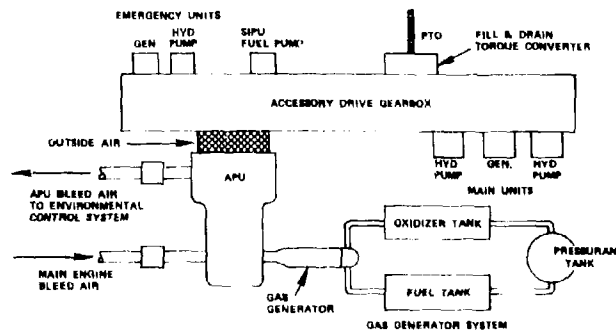 EMERGENCY UNITS
GEN
HYD
PUMP
SIPU
FUEL PUMP
PTO
FILL & DRAIN
TORQUE CONVERTER
ACCESSORY DRIVE GEARBOX
OUTSIDE AIR
APU
HYD
PUMP
GEN.
HYD
PUMP
MAIN UNITS
APU BLEED AIR
TO ENVIRONMENTAL
CONTROL SYSTEM
OXIDIZER TANK
PRESSURANT
TANK
MAIN ENGINE
BLEED AIR
GAS
GENERATOR
FUEL TANK
GAS GENERATOR SYSTEM